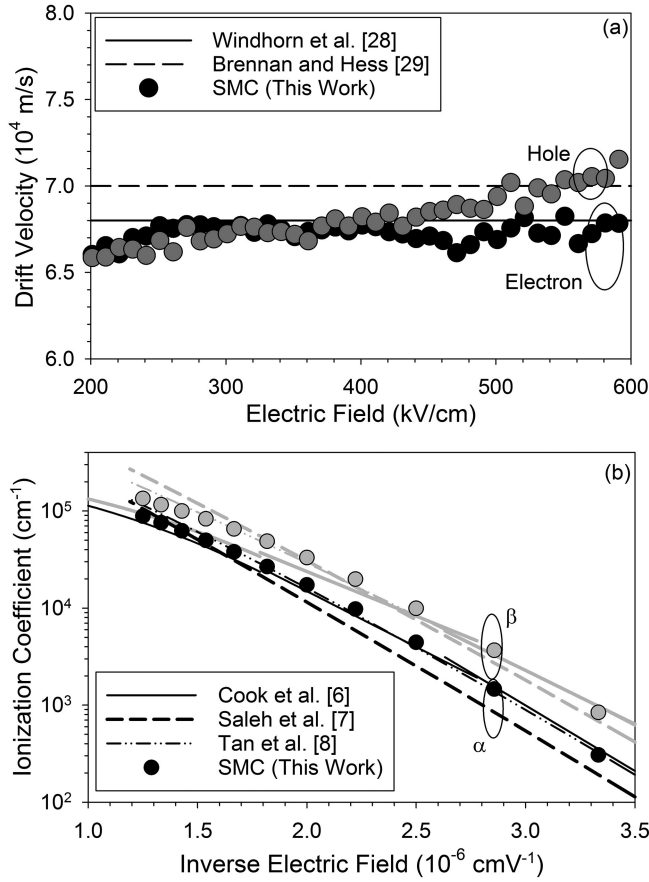 (a)
Windhorn et al. [28]
Brennan and Hess [29]
SMC (This Work)
Hole
Electron
Drift Velocity (10⁴ m/s)
8.0
7.5
7.0
6.5
6.0
200 300 400 500 600
Electric Field (kV/cm)
(b)
10⁵
10⁴
10³
10²
Ionization Coefficient (cm⁻¹)
β
α
Cook et al. [6]
Saleh et al. [7]
Tan et al. [8]
SMC (This Work)
1.0 1.5 2.0 2.5 3.0 3.5
Inverse Electric Field (10⁻⁶ cmV⁻¹)